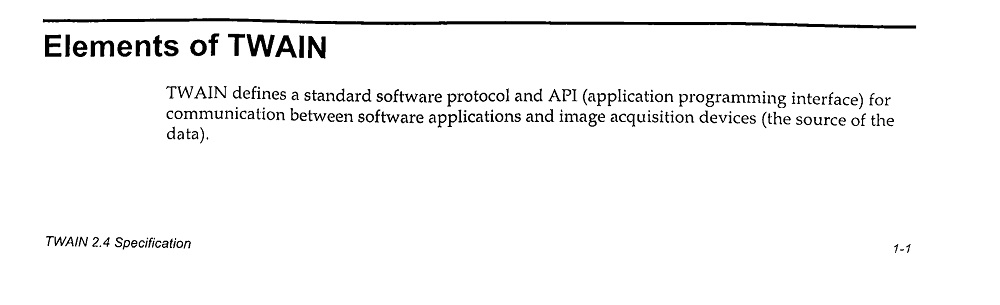 Elements of TWAIN
TWAIN defines a standard software protocol and API (application programming interface) for
communication between software applications and image acquisition devices (the source of the
data).
TWAIN 2.4 Specification
1-1